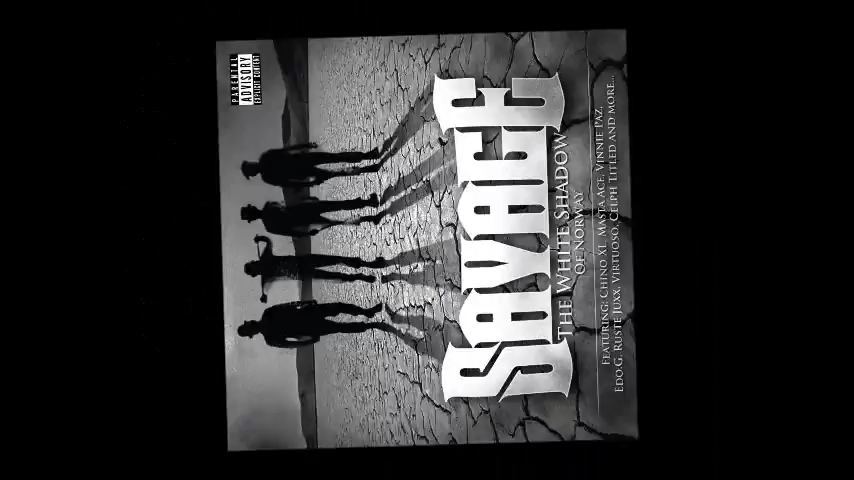 PARENTAL
ADVISORY
EXPLICIT CONTENT
SAVAGE
THE WHITE SHADOW
OF NORWAY
FEATURING: CHINO XL, MASTA ACE, VINNIE PAZ,
EDO.G, RUSTE JUXX, VIRTUOSO, CELPH TITLED AND MORE...